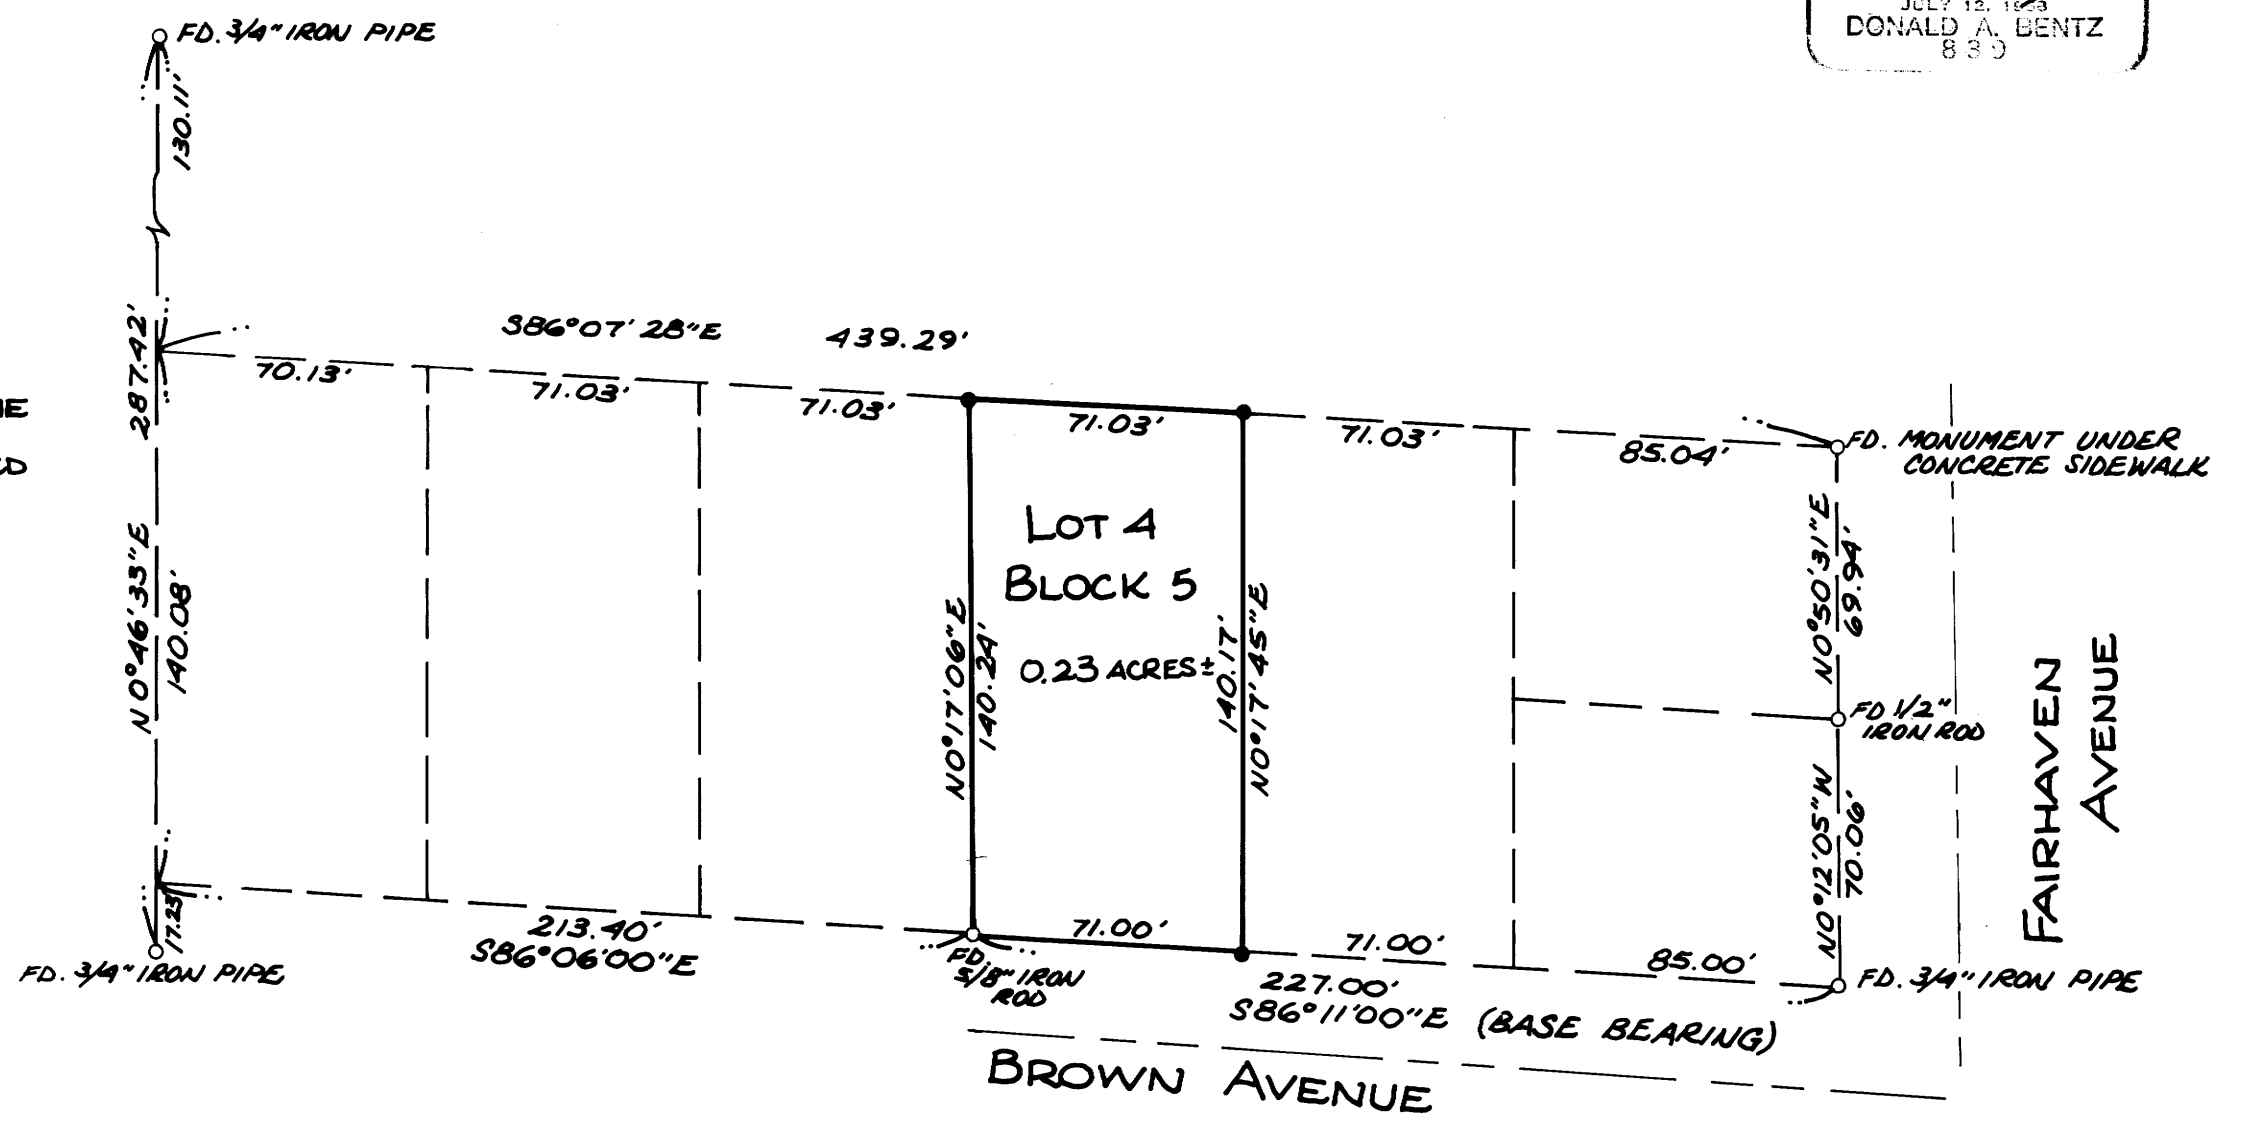 JULY 12, 1963
DONALD A. BENTZ
830
FD. 3/4" IRON PIPE
130.11'
287.42'
S86°07'28"E 439.29'
70.13'
71.03'
71.03'
71.03'
71.03'
85.04'
FD. MONUMENT UNDER
CONCRETE SIDEWALK
N0°46'33"E
140.08'
LOT 4
BLOCK 5
0.23 ACRES±
N0°17'06"E
140.24'
140.17'
N0°17'45"E
N0°50'31"E
69.94'
FD 1/2"
IRON ROD
N0°12'05"W
70.06'
FAIRHAVEN
AVENUE
17.23'
FD. 3/4" IRON PIPE
213.40'
S86°06'00"E
FD.
5/8" IRON
ROD
71.00'
71.00'
85.00'
227.00'
S86°11'00"E (BASE BEARING)
FD. 3/4" IRON PIPE
BROWN AVENUE